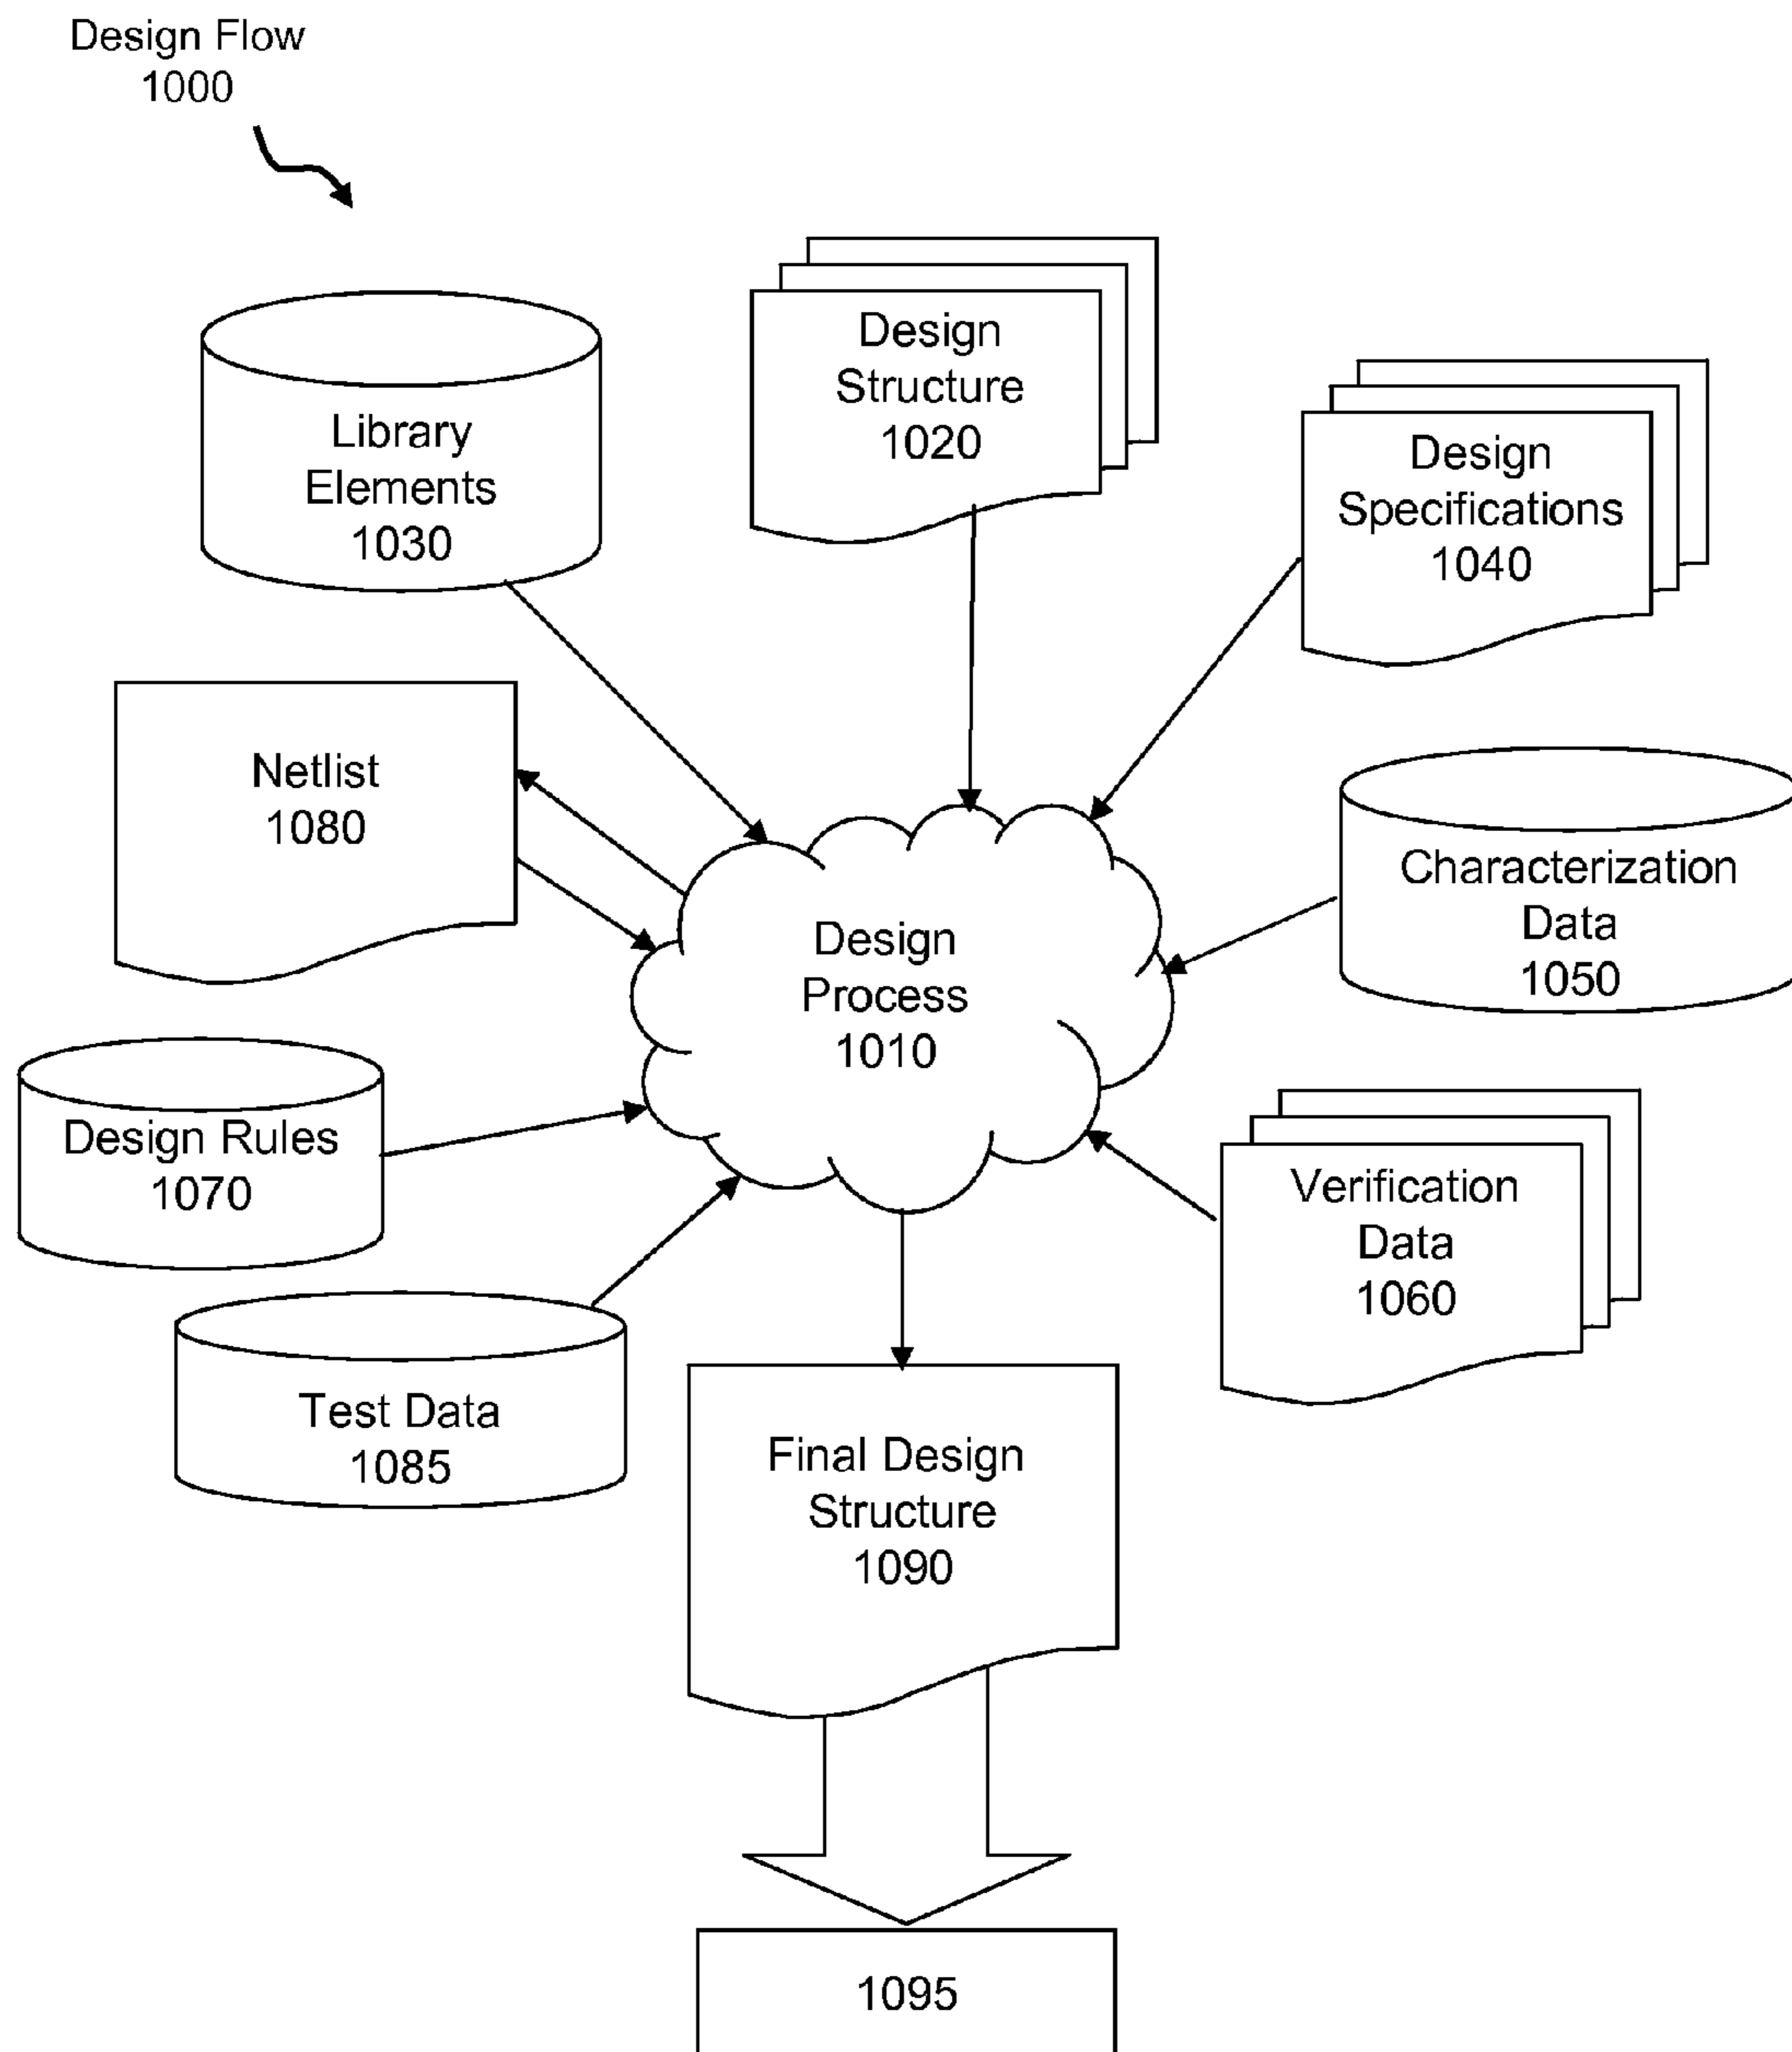 Design Flow
1000
Design
Structure
1020
Library
Elements
1030
Design
Specifications
1040
Netlist
1080
Characterization
Data
1050
Design
Process
1010
Design Rules
1070
Verification
Data
1060
Test Data
1085
Final Design
Structure
1090
1095